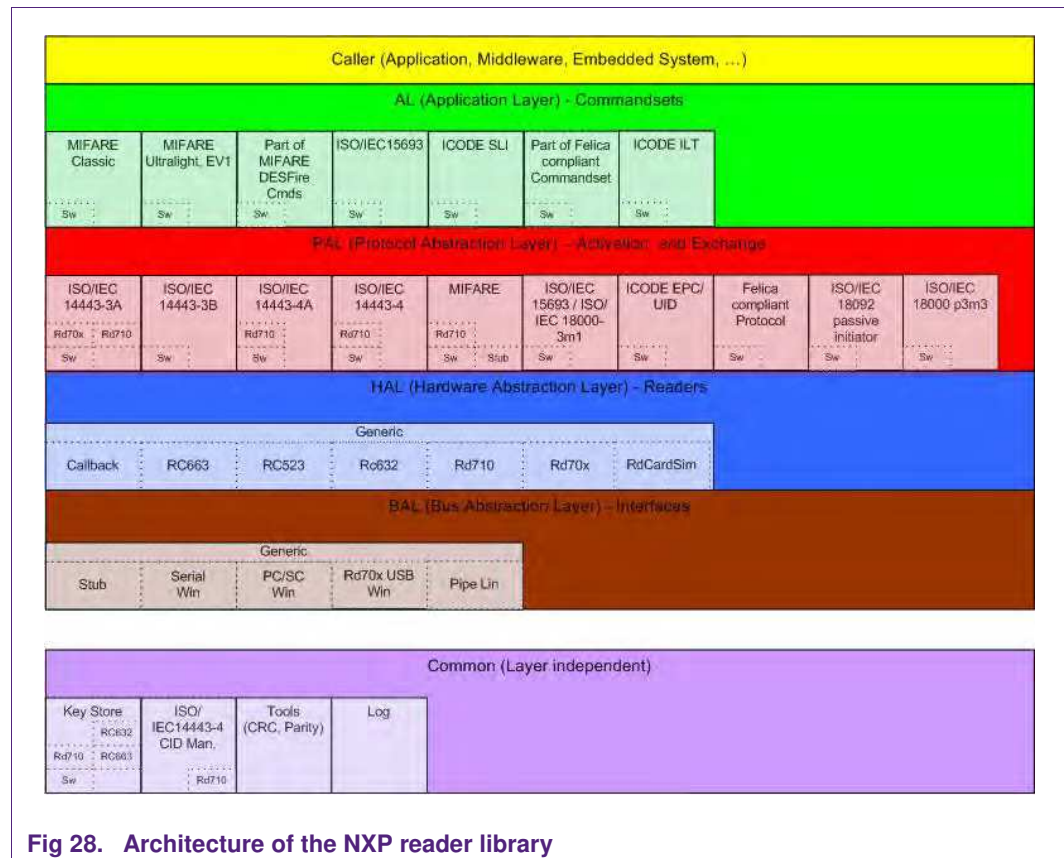 Caller (Application, Middleware, Embedded System, …)
AL (Application Layer) - Commandsets
MIFARE
Classic
Sw
MIFARE
Ultralight, EV1
Sw
Part of
MIFARE
DESFire
Cmds
Sw
ISO/IEC15693
Sw
ICODE SLI
Sw
Part of Felica
compliant
Commandset
Sw
ICODE ILT
Sw
PAL (Protocol Abstraction Layer) – Activation and Exchange
ISO/IEC
14443-3A
Rd70x Rd710
Sw
ISO/IEC
14443-3B
Sw
ISO/IEC
14443-4A
Rd710
Sw
ISO/IEC
14443-4
Rd710
Sw
MIFARE
Rd710
Sw Stub
ISO/IEC
15693 / ISO/
IEC 18000-
3m1
Sw
ICODE EPC/
UID
Sw
Felica
compliant
Protocol
Sw
ISO/IEC
18092
passive
initiator
Sw
ISO/IEC
18000 p3m3
Sw
HAL (Hardware Abstraction Layer) - Readers
Generic
Callback RC663 RC523 Rc632 Rd710 Rd70x RdCardSim
BAL (Bus Abstraction Layer) - Interfaces
Generic
Stub
Serial
Win
PC/SC
Win
Rd70x USB
Win
Pipe Lin
Common (Layer independent)
Key Store
RC632
Rd710 RC663
Sw
ISO/
IEC14443-4
CID Man.
Rd710
Tools
(CRC, Parity)
Log
Fig 28. Architecture of the NXP reader library